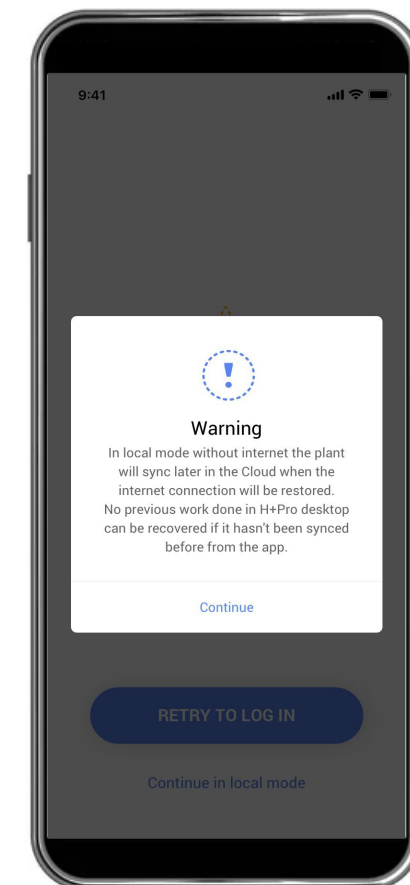 9:41
!
Warning
In local mode without internet the plant
will sync later in the Cloud when the
internet connection will be restored.
No previous work done in H+Pro desktop
can be recovered if it hasn't been synced
before from the app.
Continue
RETRY TO LOG IN
Continue in local mode